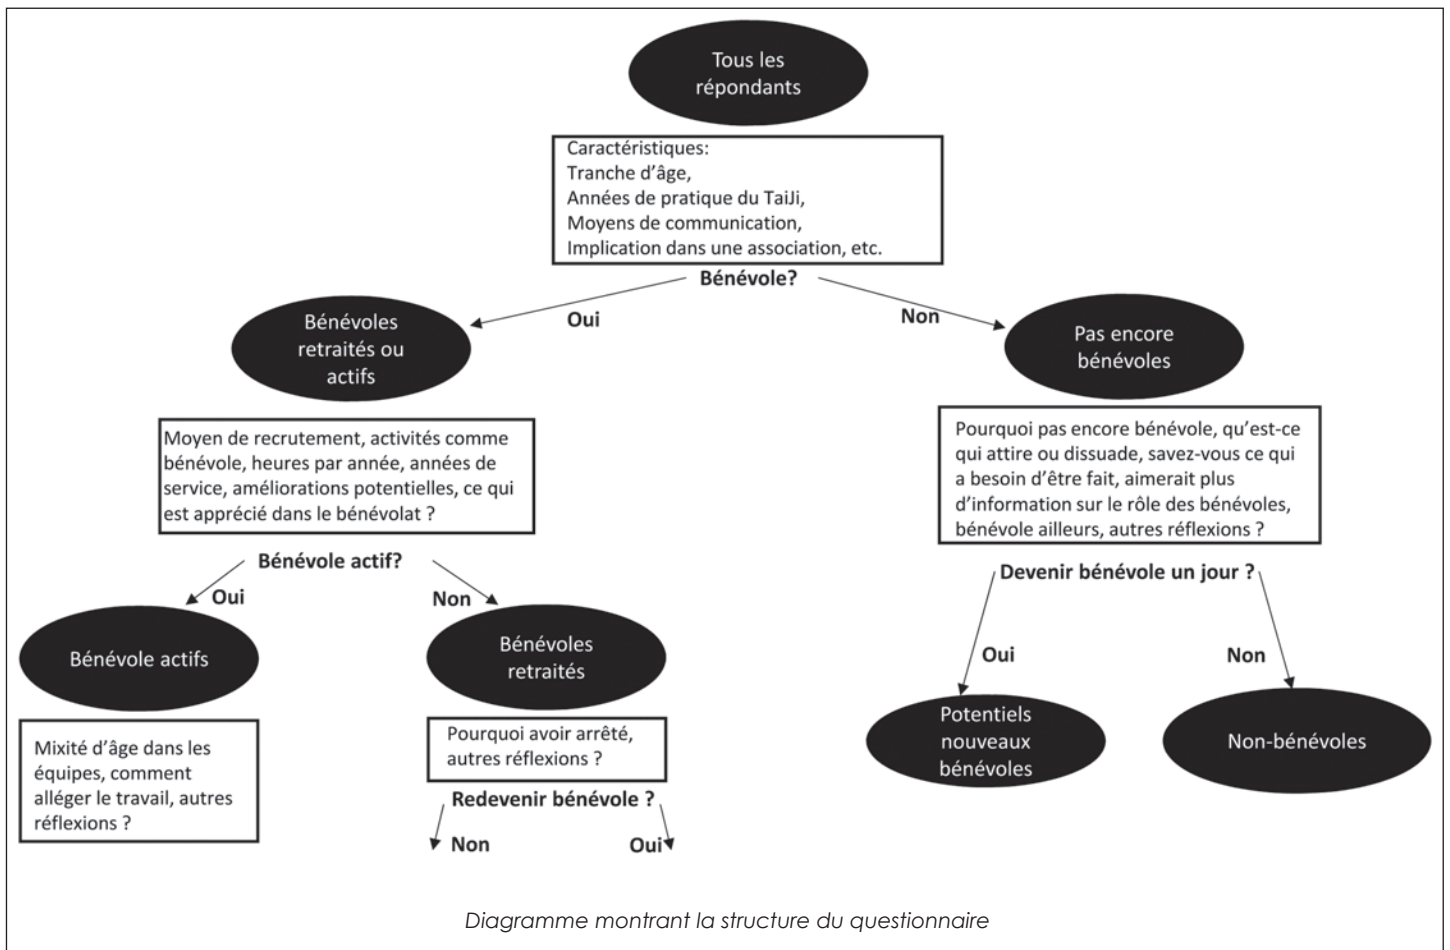 Tous les
répondants
Caractéristiques:
Tranche d’âge,
Années de pratique du TaiJi,
Moyens de communication,
Implication dans une association, etc.
Bénévole?
Oui
Non
Bénévoles
retraités ou
actifs
Pas encore
bénévoles
Moyen de recrutement, activités comme
bénévole, heures par année, années de
service, améliorations potentielles, ce qui
est apprécié dans le bénévolat ?
Pourquoi pas encore bénévole, qu’est-ce
qui attire ou dissuade, savez-vous ce qui
a besoin d’être fait, aimerait plus
d’information sur le rôle des bénévoles,
bénévole ailleurs, autres réflexions ?
Bénévole actif?
Oui
Non
Devenir bénévole un jour ?
Oui
Non
Bénévole actifs
Bénévoles
retraités
Potentiels
nouveaux
bénévoles
Non-bénévoles
Mixité d’âge dans les
équipes, comment
alléger le travail, autres
réflexions ?
Pourquoi avoir arrêté,
autres réflexions ?
Redevenir bénévole ?
Non
Oui
Diagramme montrant la structure du questionnaire